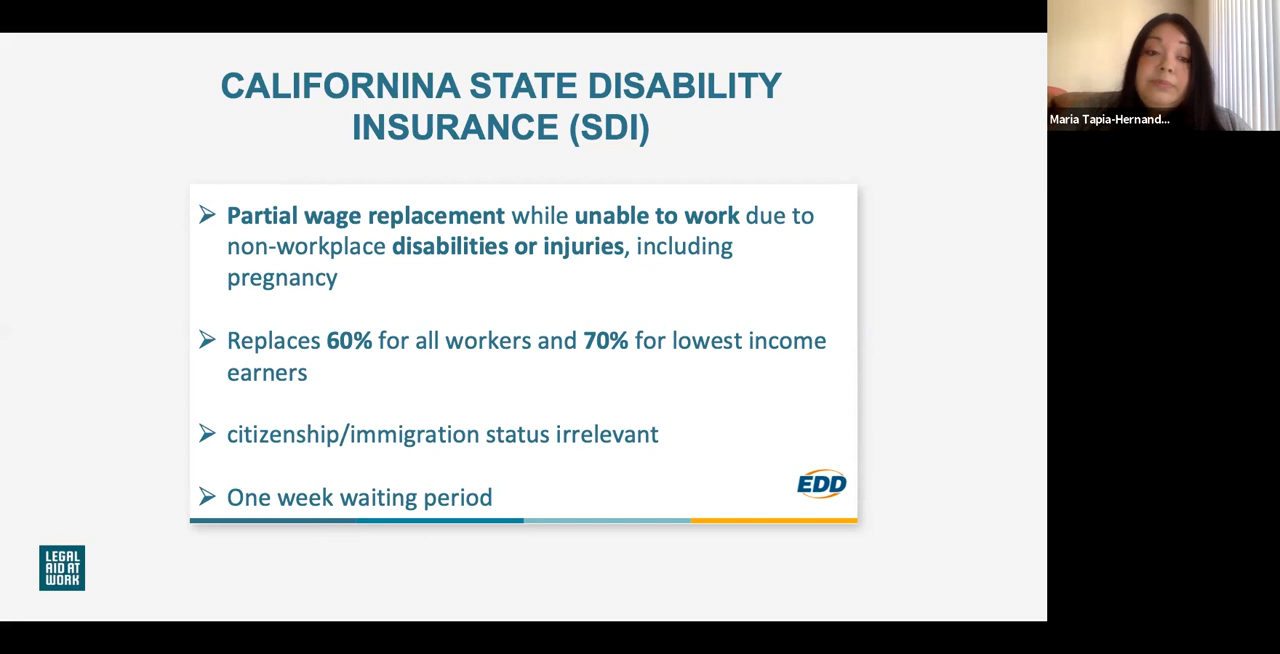 CALIFORNINA STATE DISABILITY
INSURANCE (SDI)
Partial wage replacement while unable to work due to
non-workplace disabilities or injuries, including
pregnancy
Replaces 60% for all workers and 70% for lowest income
earners
citizenship/immigration status irrelevant
One week waiting period
EDD
LEGAL
AID AT
WORK
Maria Tapia-Hernand...